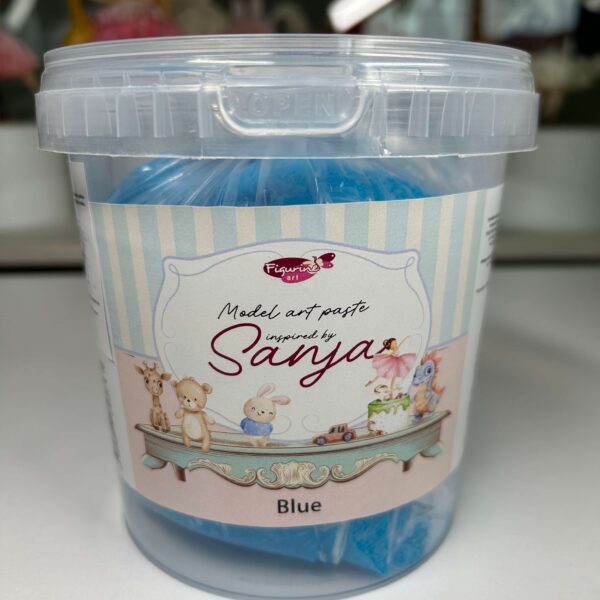 OPEN
Figurine
art
Model art paste
inspired by
Sanja
Blue